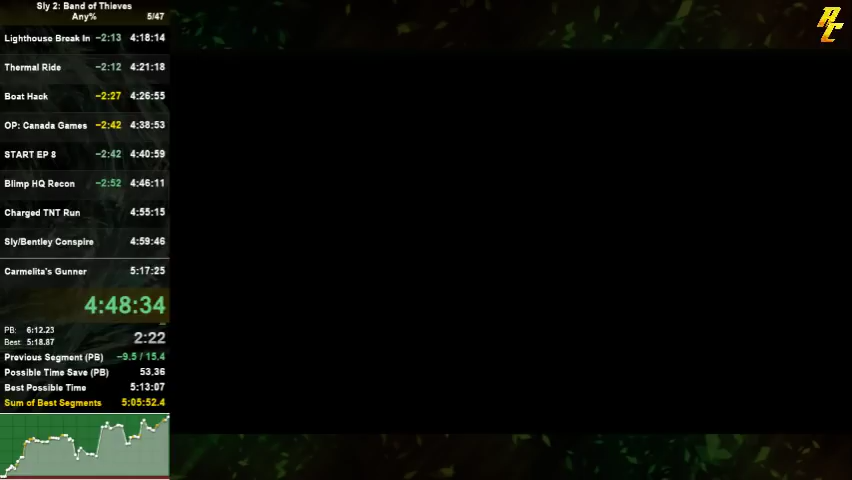 Sly 2: Band of Thieves
Any% 5/47
Lighthouse Break In −2:13 4:18:14
Thermal Ride −2:12 4:21:18
Boat Hack −2:27 4:26:55
OP: Canada Games −2:42 4:38:53
START EP 8 −2:42 4:40:59
Blimp HQ Recon −2:52 4:46:11
Charged TNT Run 4:55:15
Sly/Bentley Conspire 4:59:46
Carmelita's Gunner 5:17:25
4:48:34
PB: 6:12.23
Best: 5:18.87
2:22
Previous Segment (PB) −9.5 / 15.4
Possible Time Save (PB) 53.36
Best Possible Time 5:13:07
Sum of Best Segments 5:05:52.4